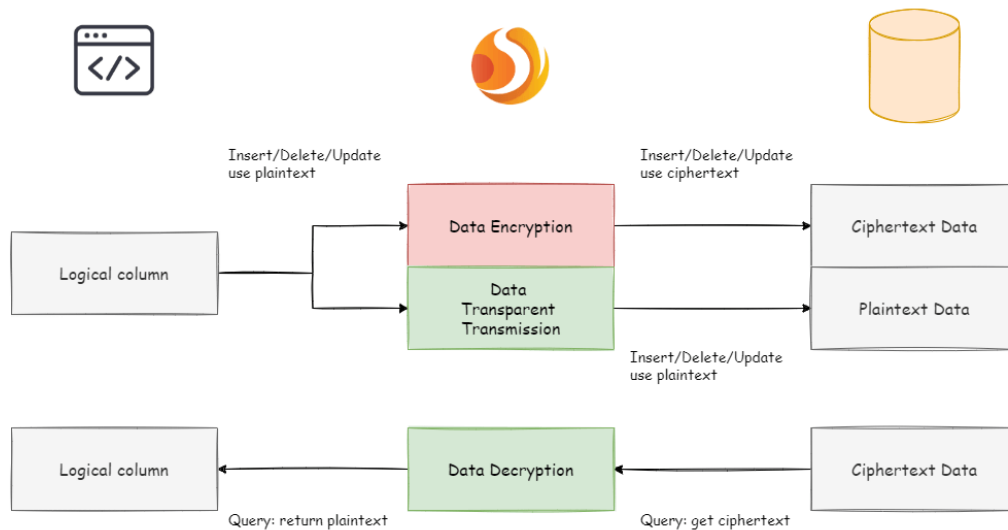 </>
Insert/Delete/Update
use plaintext
Insert/Delete/Update
use ciphertext
Logical column
Data Encryption
Ciphertext Data
Data
Transparent
Transmission
Plaintext Data
Insert/Delete/Update
use plaintext
Logical column
Data Decryption
Ciphertext Data
Query: return plaintext
Query: get ciphertext